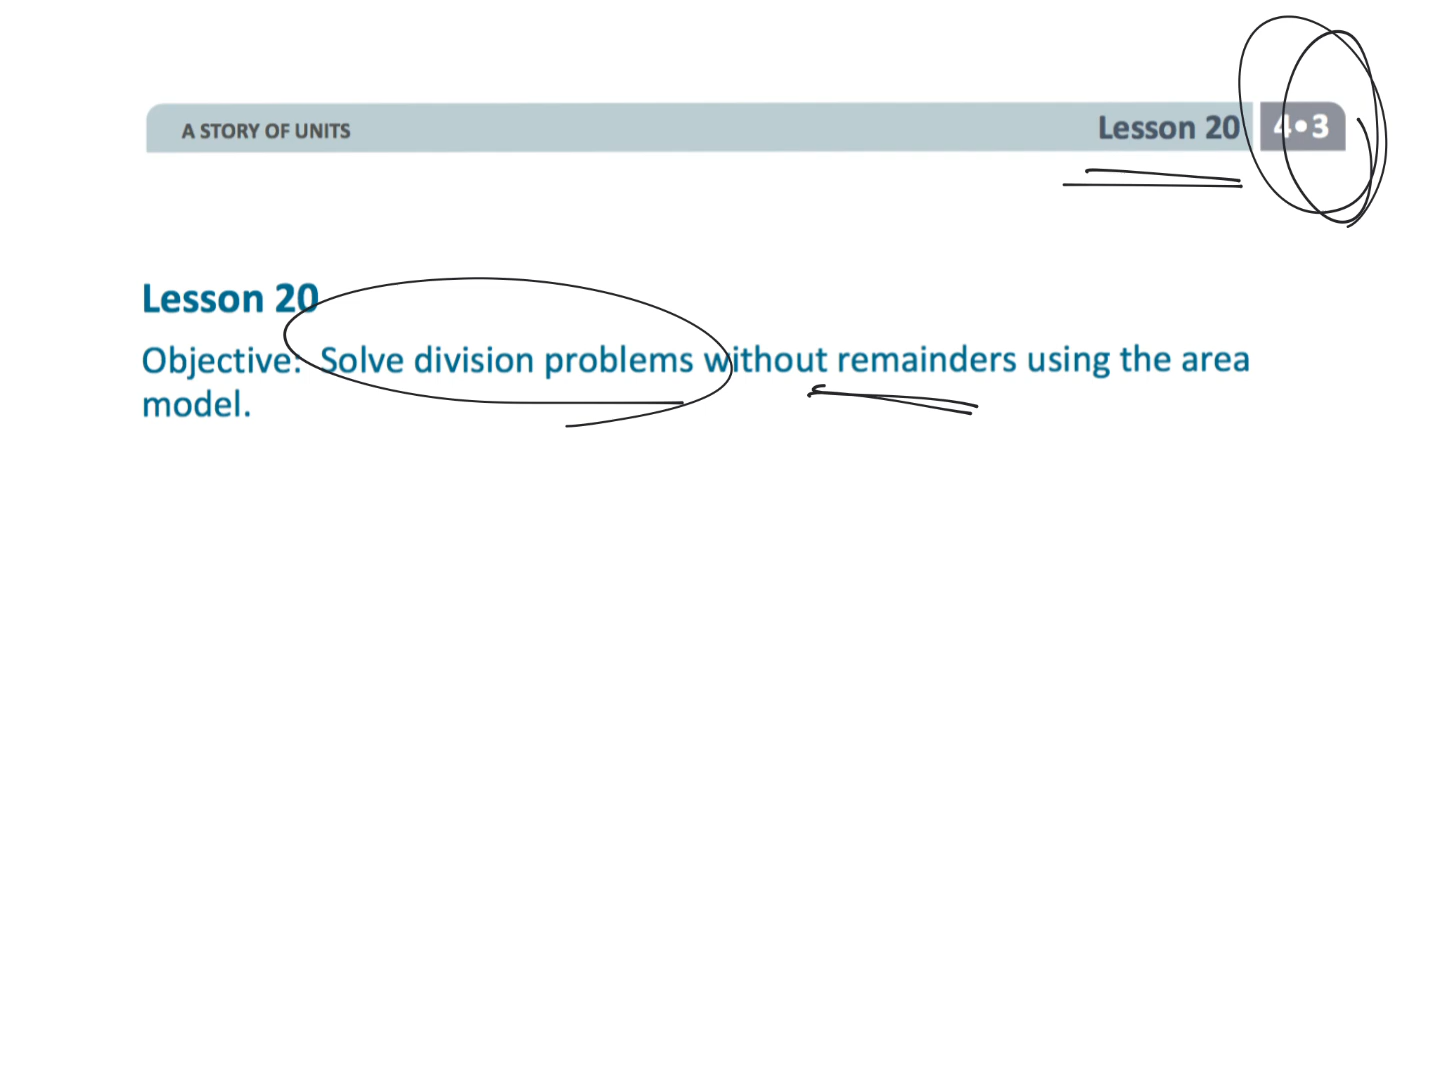 A STORY OF UNITS
Lesson 20
4•3
Lesson 20
Objective: Solve division problems without remainders using the area
model.